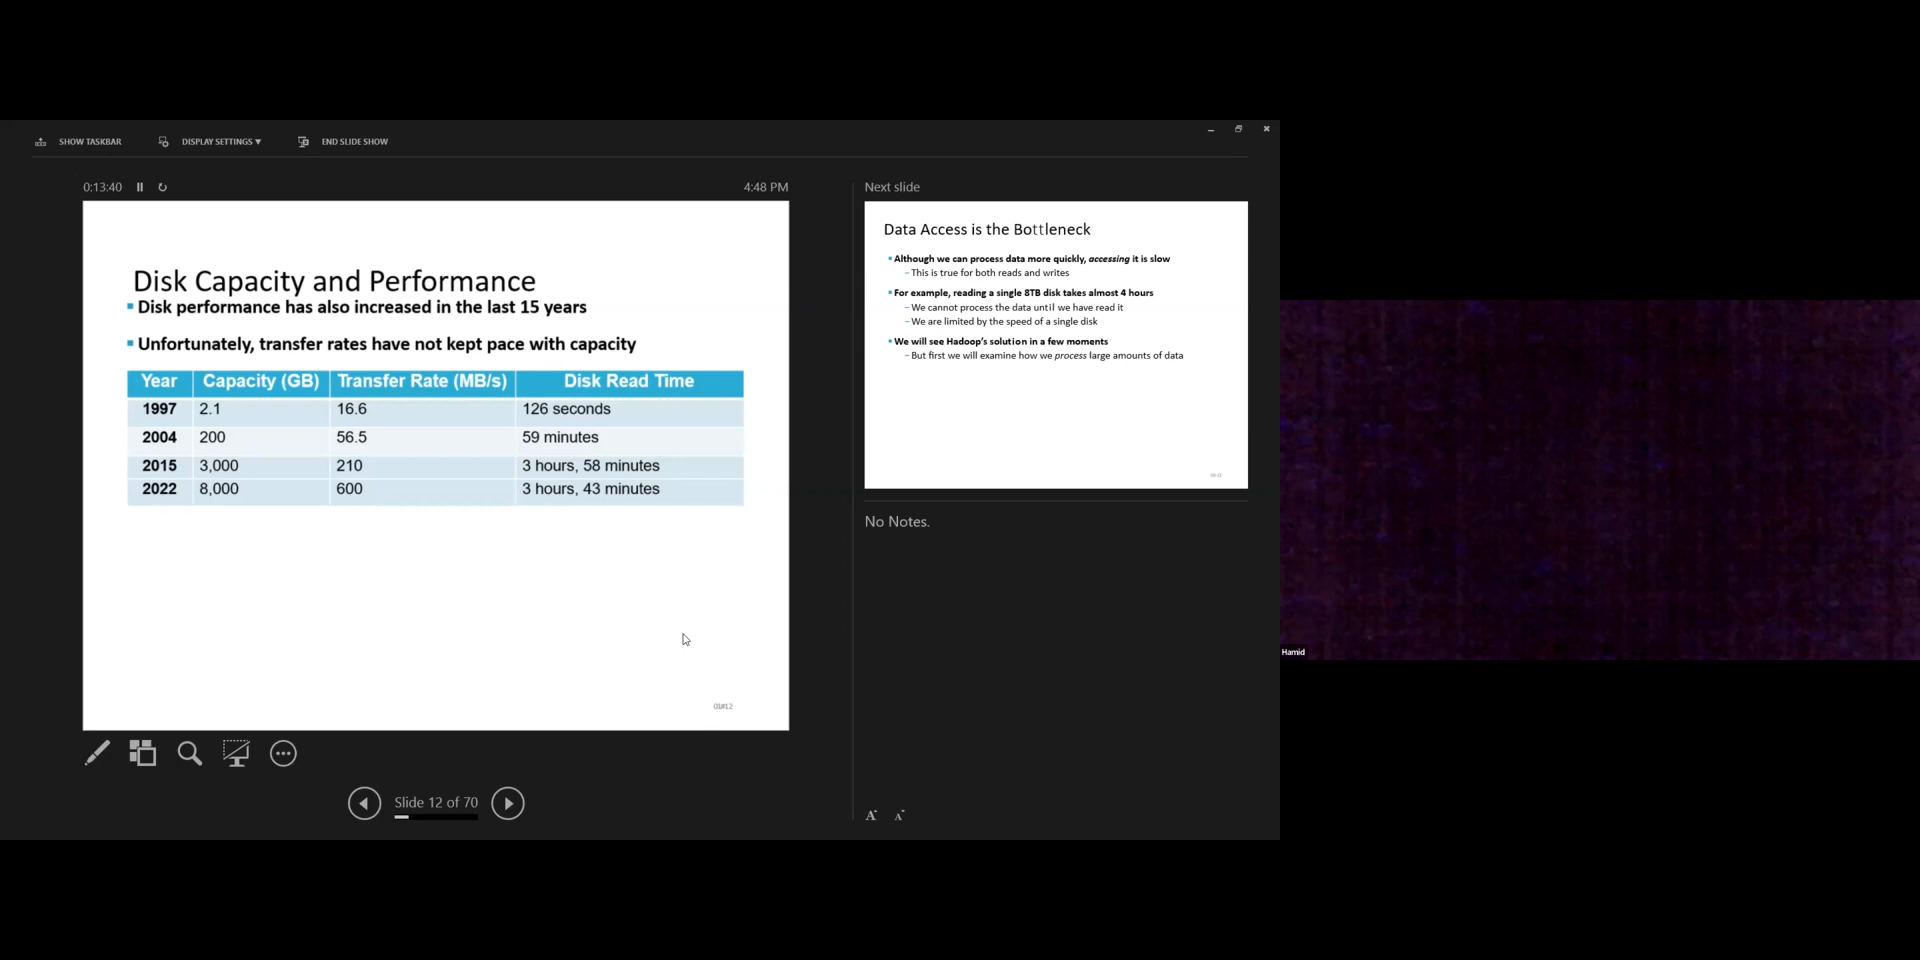 SHOW TASKBAR DISPLAY SETTINGS ▼ END SLIDE SHOW
0:13:40 4:48 PM
Disk Capacity and Performance
Disk performance has also increased in the last 15 years
Unfortunately, transfer rates have not kept pace with capacity
Year Capacity (GB) Transfer Rate (MB/s) Disk Read Time
1997 2.1 16.6 126 seconds
2004 200 56.5 59 minutes
2015 3,000 210 3 hours, 58 minutes
2022 8,000 600 3 hours, 43 minutes
Slide 12 of 70
Next slide
Data Access is the Bottleneck
Although we can process data more quickly, accessing it is slow
– This is true for both reads and writes
For example, reading a single 8TB disk takes almost 4 hours
– We cannot process the data until we have read it
– We are limited by the speed of a single disk
We will see Hadoop's solution in a few moments
– But first we will examine how we process large amounts of data
No Notes.
A A
Hamid